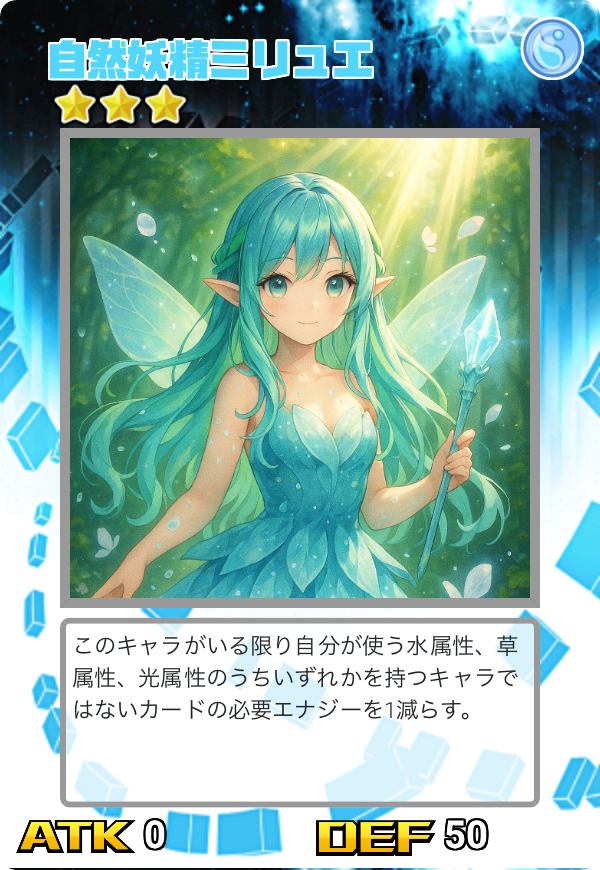 自然妖精ミリュエ
このキャラがいる限り自分が使う水属性、草
属性、光属性のうちいずれかを持つキャラで
はないカードの必要エナジーを1減らす。
ATK 0
DEF 50